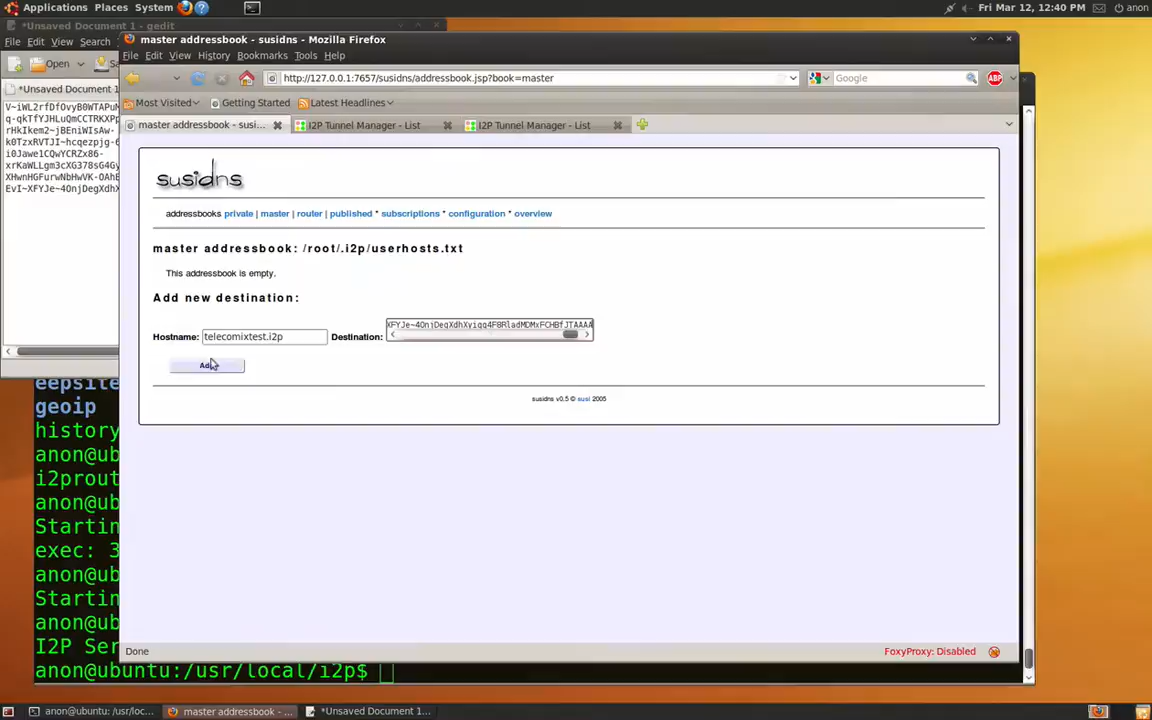 Applications Places System Fri Mar 12, 12:40 PM anon
*Unsaved Document 1 - gedit
File Edit View Search
Open
*Unsaved Document 1
master addressbook - susidns - Mozilla Firefox
File Edit View History Bookmarks Tools Help
http://127.0.0.1:7657/susidns/addressbook.jsp?book=master
Google
ABP
Most Visited Getting Started Latest Headlines
master addressbook - susi... I2P Tunnel Manager - List I2P Tunnel Manager - List
susidns
addressbooks private | master | router | published * subscriptions * configuration * overview
master addressbook: /root/.i2p/userhosts.txt
This addressbook is empty.
Add new destination:
Hostname: telecomixtest.i2p Destination:
susidns v0.5 © susi 2005
Done FoxyProxy: Disabled
eepsite
geoip
history
anon@ub
i2prout
anon@ub
Startin
exec: 3
anon@ub
Startin
anon@ub
I2P Ser
anon@ubuntu:/usr/local/i2p$
anon@ubuntu: /usr/loc... master addressbook - ... *Unsaved Document 1...